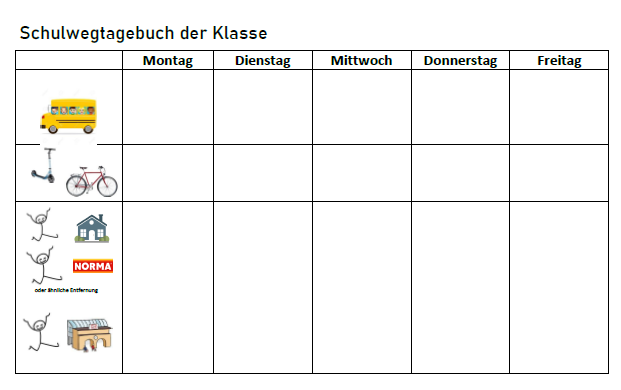 Schulwegtagebuch der Klasse
Montag Dienstag Mittwoch Donnerstag Freitag
NORMA
oder ähnliche Entfernung